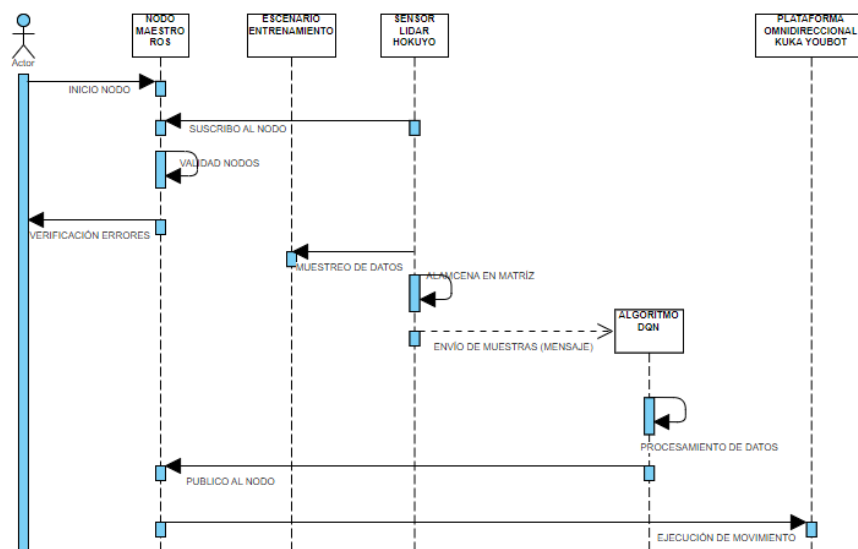 NODO
MAESTRO
ROS
ESCENARIO
ENTRENAMIENTO
SENSOR
LIDAR
HOKUYO
PLATAFORMA
OMNIDIRECCIONAL
KUKA YOUBOT
Actor
INICIO NODO
SUSCRIBO AL NODO
VALIDAD NODOS
VERIFICACIÓN ERRORES
MUESTREO DE DATOS
ALAMCENA EN MATRÍZ
ALGORITMO
DQN
ENVÍO DE MUESTRAS (MENSAJE)
PROCESAMIENTO DE DATOS
PUBLICO AL NODO
EJECUCIÓN DE MOVIMIENTO